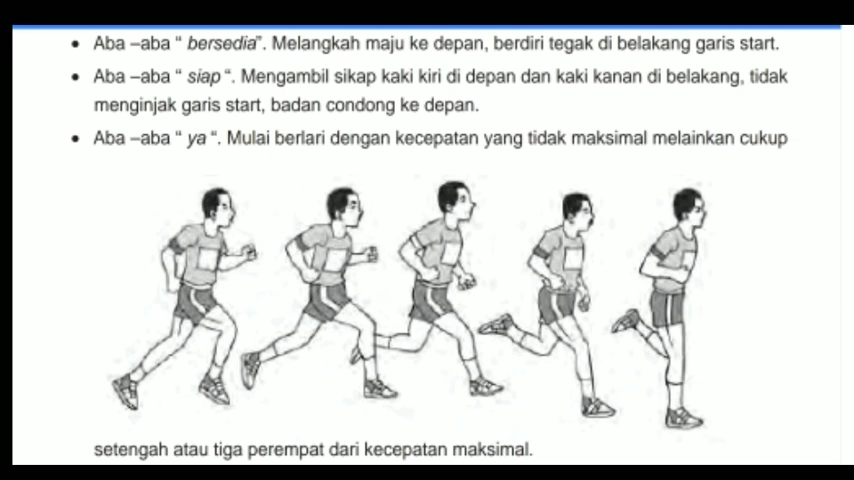 • Aba –aba “ bersedia”. Melangkah maju ke depan, berdiri tegak di belakang garis start.
• Aba –aba “ siap “. Mengambil sikap kaki kiri di depan dan kaki kanan di belakang, tidak
menginjak garis start, badan condong ke depan.
• Aba –aba “ ya “. Mulai berlari dengan kecepatan yang tidak maksimal melainkan cukup
setengah atau tiga perempat dari kecepatan maksimal.